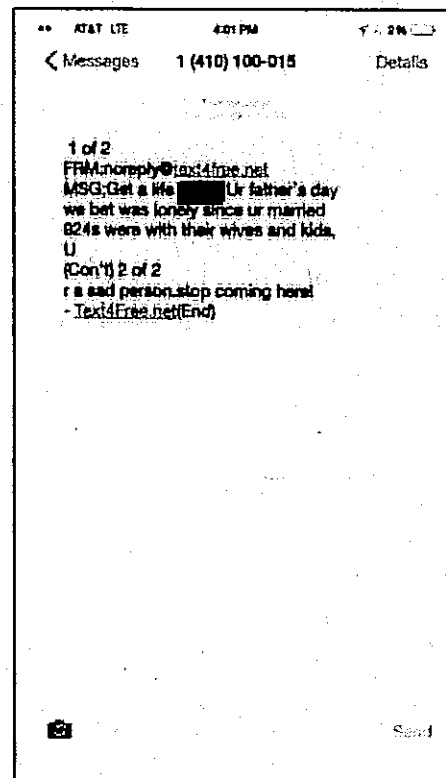 AT&T LTE 4:01 PM 2%
Messages 1 (410) 100-015 Details
1 of 2
FRM:noreply@text4free.net
MSG:Get a life Ur father's day
we bet was lonely since ur married
824s were with their wives and kids,
U
(Con't) 2 of 2
r a sad person.stop coming here!
- Text4Free.net(End)
Send